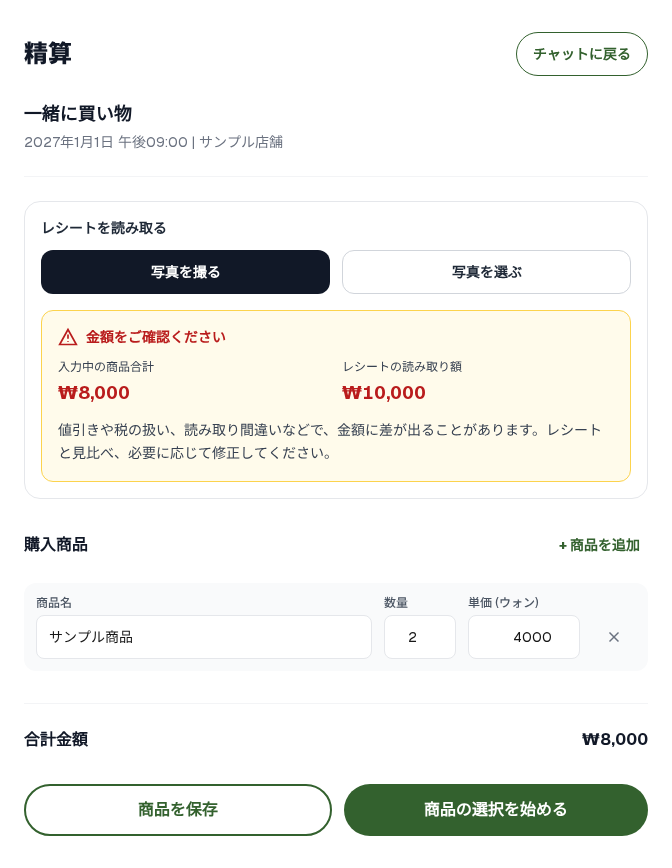 精算
チャットに戻る
一緒に買い物
2027年1月1日 午後09:00 | サンプル店舗
レシートを読み取る
写真を撮る
写真を選ぶ
金額をご確認ください
入力中の商品合計
レシートの読み取り額
₩8,000
₩10,000
値引きや税の扱い、読み取り間違いなどで、金額に差が出ることがあります。レシート
と見比べ、必要に応じて修正してください。
購入商品
+ 商品を追加
商品名
数量
単価 (ウォン)
サンプル商品
2
4000
合計金額
₩8,000
商品を保存
商品の選択を始める